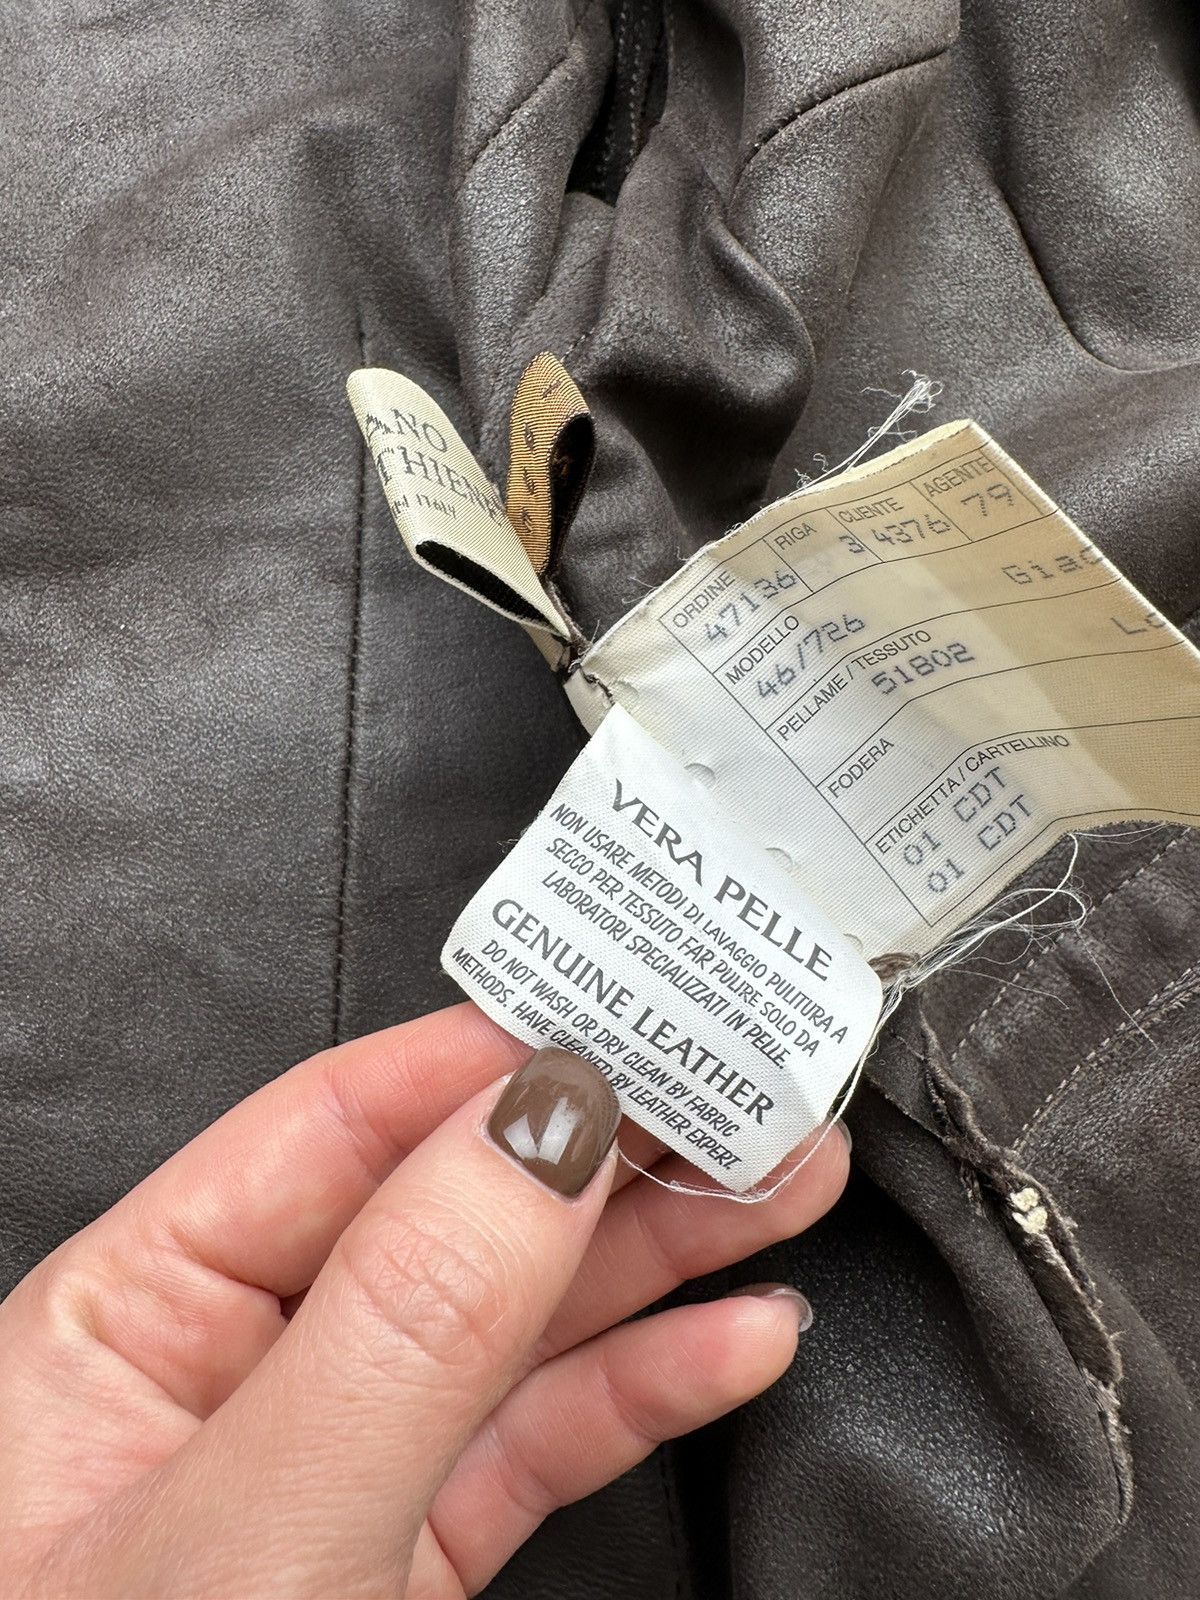 NO
THIENE
17614
ORDINE RIGA CLIENTE AGENTE
47136 3 4376 79
MODELLO
46/726 Giac
PELLAME / TESSUTO
51802
FODERA
ETICHETTA / CARTELLINO
01 CDT
01 CDT
VERA PELLE
NON USARE METODI DI LAVAGGIO PULITURA A
SECCO PER TESSUTO FAR PULIRE SOLO DA
LABORATORI SPECIALIZZATI IN PELLE.
GENUINE LEATHER
DO NOT WASH OR DRY CLEAN BY FABRIC
METHODS. HAVE CLEANED BY LEATHER EXPERT.